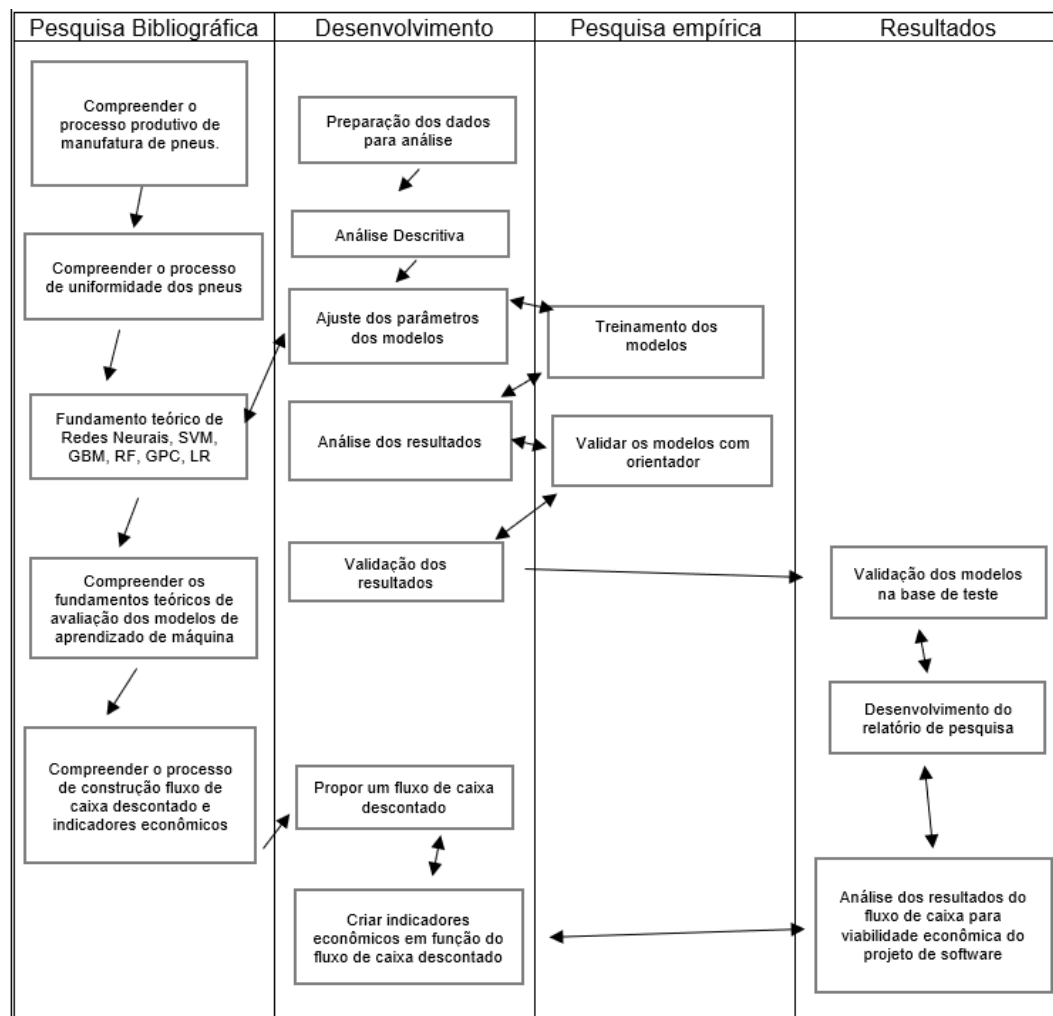 Pesquisa Bibliográfica
Desenvolvimento
Pesquisa empírica
Resultados
Compreender o
processo produtivo de
manufatura de pneus.
Compreender o processo
de uniformidade dos pneus
Fundamento teórico de
Redes Neurais, SVM,
GBM, RF, GPC, LR
Compreender os
fundamentos teóricos de
avaliação dos modelos de
aprendizado de máquina
Compreender o processo
de construção fluxo de
caixa descontado e
indicadores econômicos
Preparação dos dados
para análise
Análise Descritiva
Ajuste dos parâmetros
dos modelos
Análise dos resultados
Validação dos
resultados
Propor um fluxo de caixa
descontado
Criar indicadores
econômicos em função do
fluxo de caixa descontado
Treinamento dos
modelos
Validar os modelos com
orientador
Validação dos modelos
na base de teste
Desenvolvimento do
relatório de pesquisa
Análise dos resultados do
fluxo de caixa para
viabilidade econômica do
projeto de software